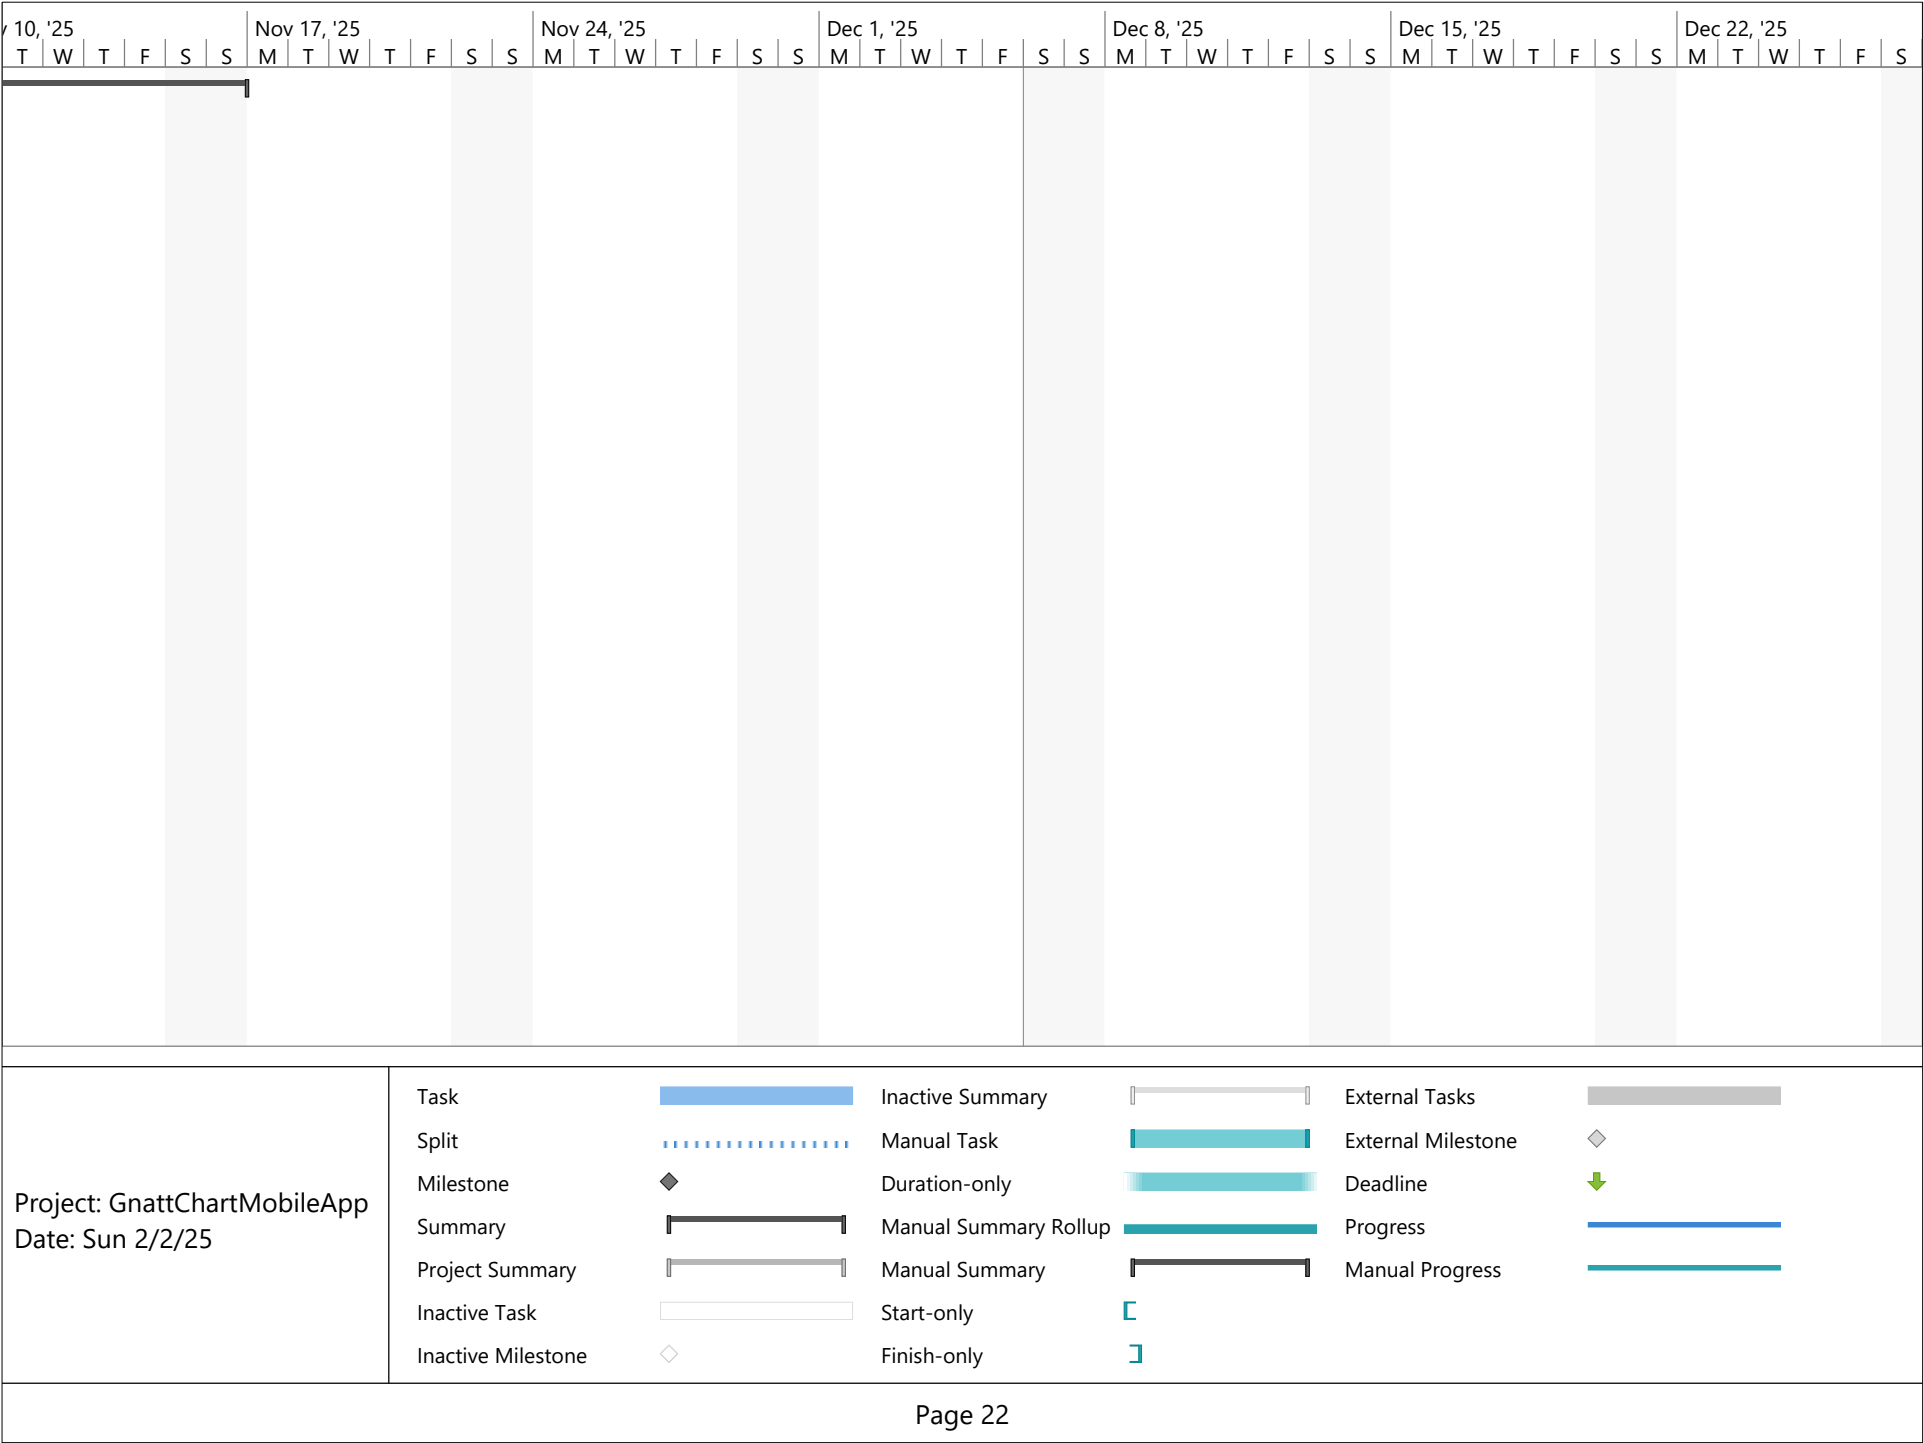 10, '25 Nov 17, '25 Nov 24, '25 Dec 1, '25 Dec 8, '25 Dec 15, '25 Dec 22, '25
T W T F S S M T W T F S S M T W T F S S M T W T F S S M T W T F S S M T W T F S S M T W T F S
Task Inactive Summary External Tasks
Split Manual Task External Milestone
Milestone Duration-only Deadline
Project: GnattChartMobileApp
Summary Manual Summary Rollup Progress
Date: Sun 2/2/25
Project Summary Manual Summary Manual Progress
Inactive Task Start-only
Inactive Milestone Finish-only
Page 22